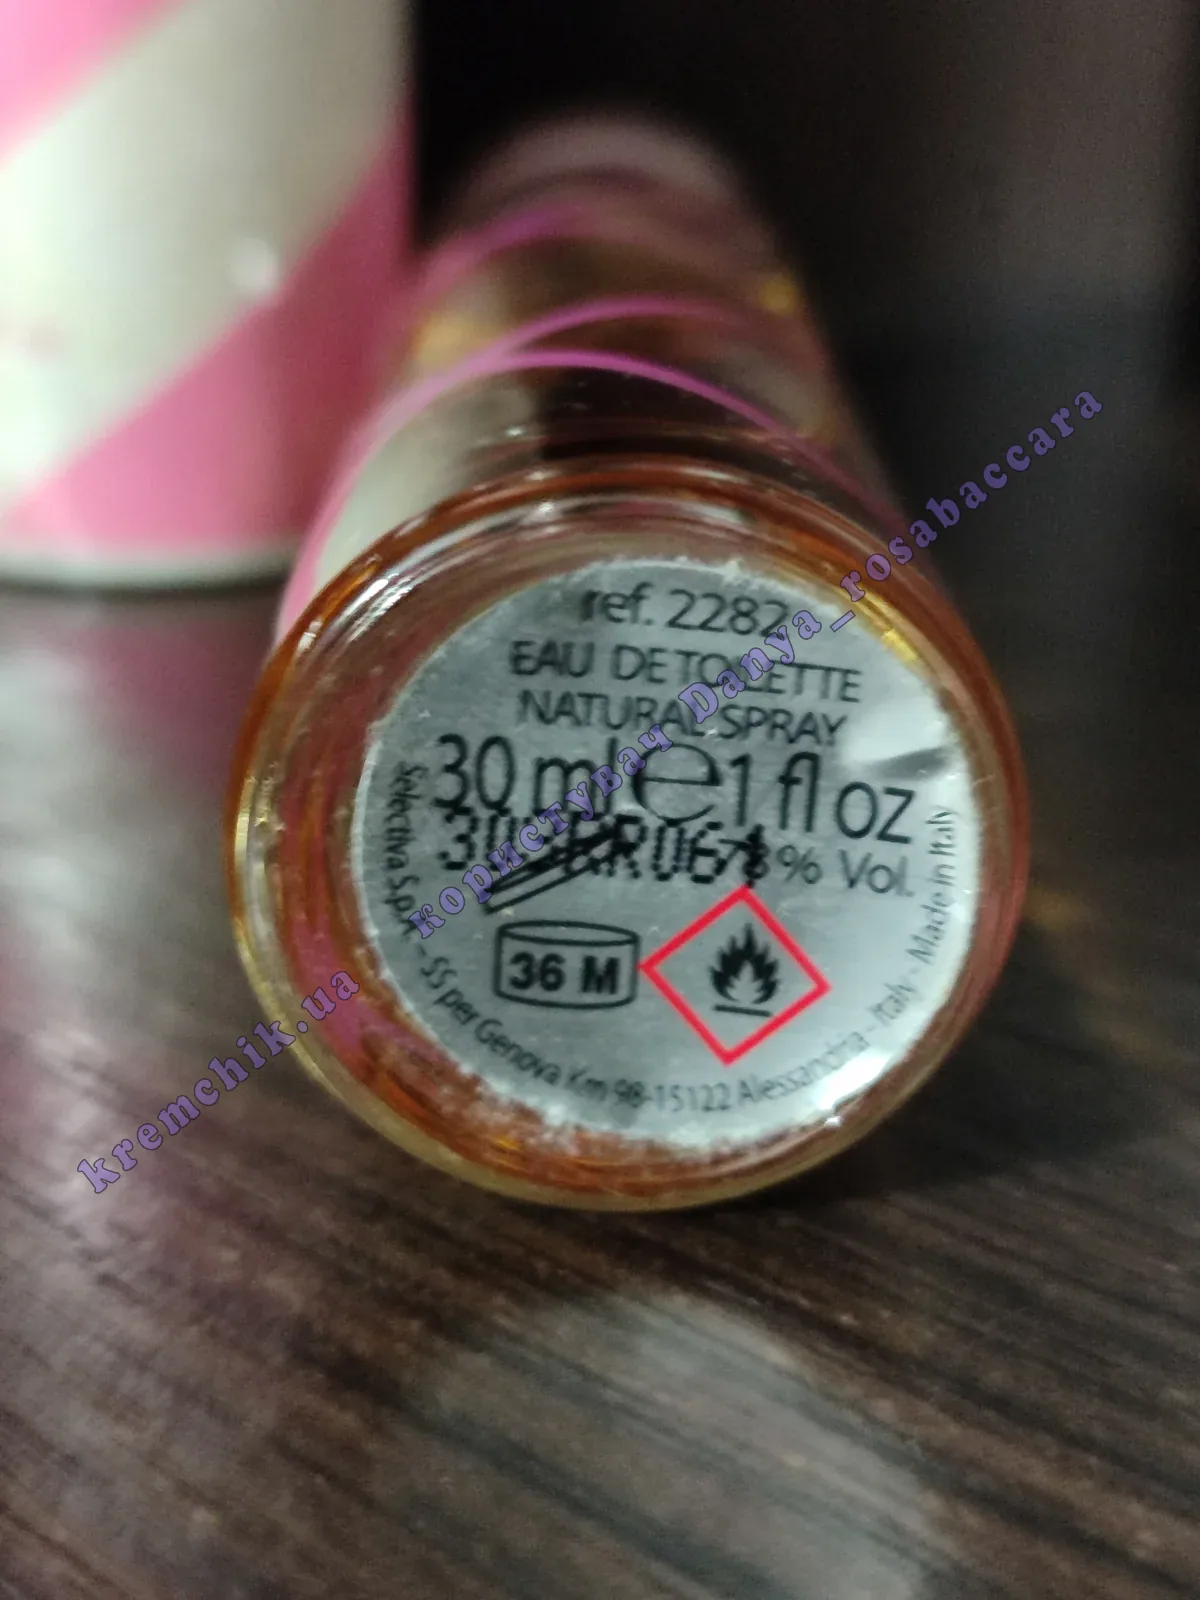 ref. 2282
EAU DE TOILETTE
NATURAL SPRAY
30 ml e 1 fl oz
% Vol.
36 M
Selectiva S.p.A. – SS per Genova Km 98-15122 Alessandria - Italy - Made in Italy
kremchik.ua користувач Danya_rosabaccara